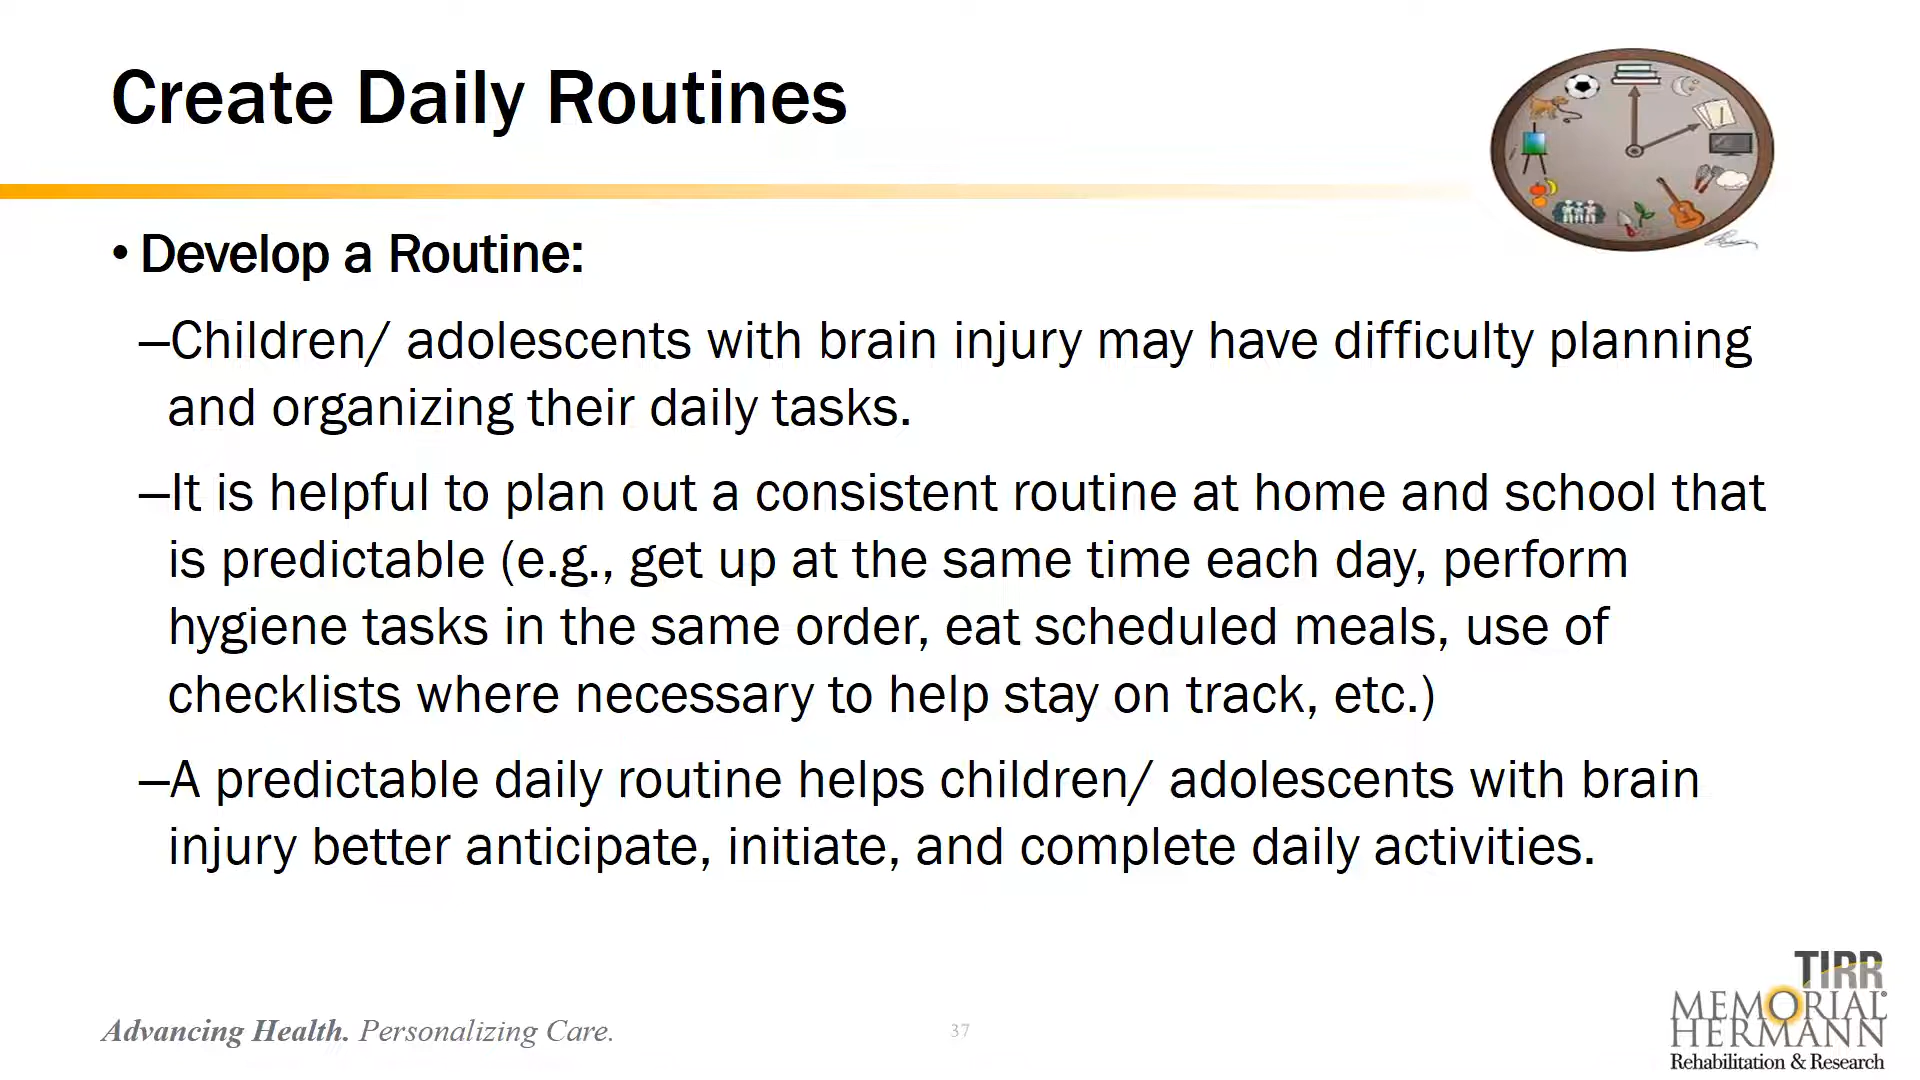 Create Daily Routines
• Develop a Routine:
–Children/ adolescents with brain injury may have difficulty planning
and organizing their daily tasks.
–It is helpful to plan out a consistent routine at home and school that
is predictable (e.g., get up at the same time each day, perform
hygiene tasks in the same order, eat scheduled meals, use of
checklists where necessary to help stay on track, etc.)
–A predictable daily routine helps children/ adolescents with brain
injury better anticipate, initiate, and complete daily activities.
Advancing Health. Personalizing Care.
37
TIRR
MEMORIAL®
HERMANN
Rehabilitation & Research